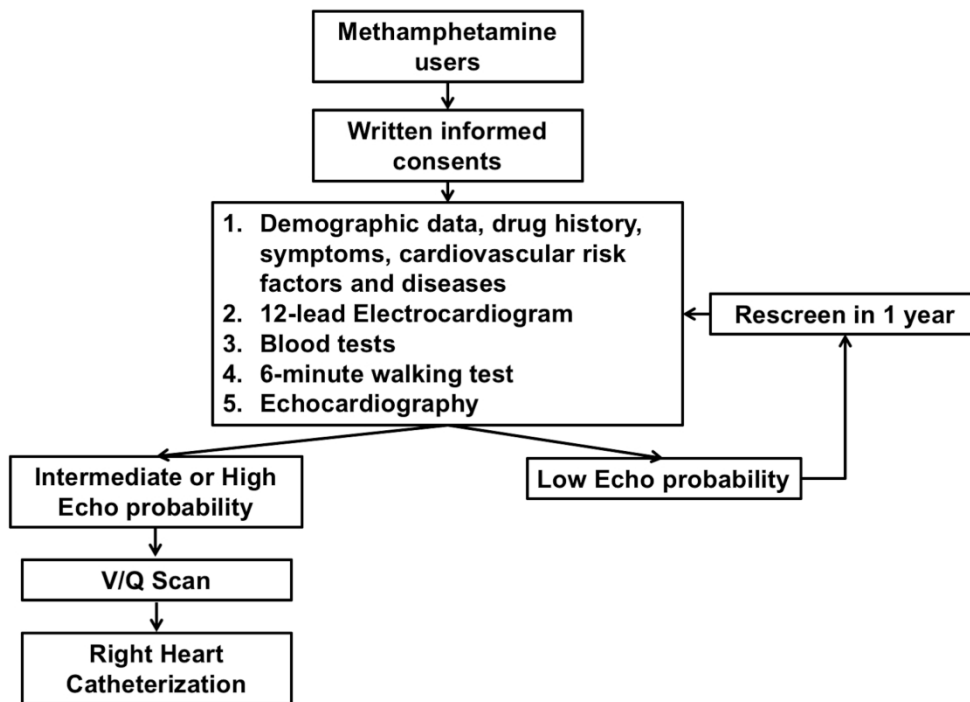 Methamphetamine
users
Written informed
consents
1. Demographic data, drug history,
symptoms, cardiovascular risk
factors and diseases
2. 12-lead Electrocardiogram
3. Blood tests
4. 6-minute walking test
5. Echocardiography
Rescreen in 1 year
Intermediate or High
Echo probability
Low Echo probability
V/Q Scan
Right Heart
Catheterization